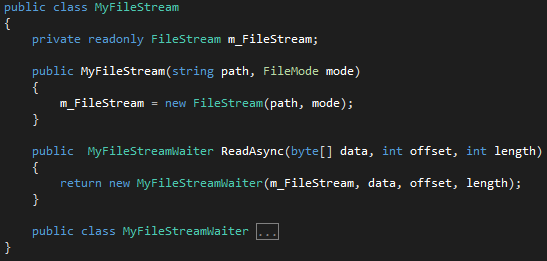 public class MyFileStream
{
private readonly FileStream m_FileStream;
public MyFileStream(string path, FileMode mode)
{
m_FileStream = new FileStream(path, mode);
}
public  MyFileStreamWaiter ReadAsync(byte[] data, int offset, int length)
{
return new MyFileStreamWaiter(m_FileStream, data, offset, length);
}
public class MyFileStreamWaiter ...
}